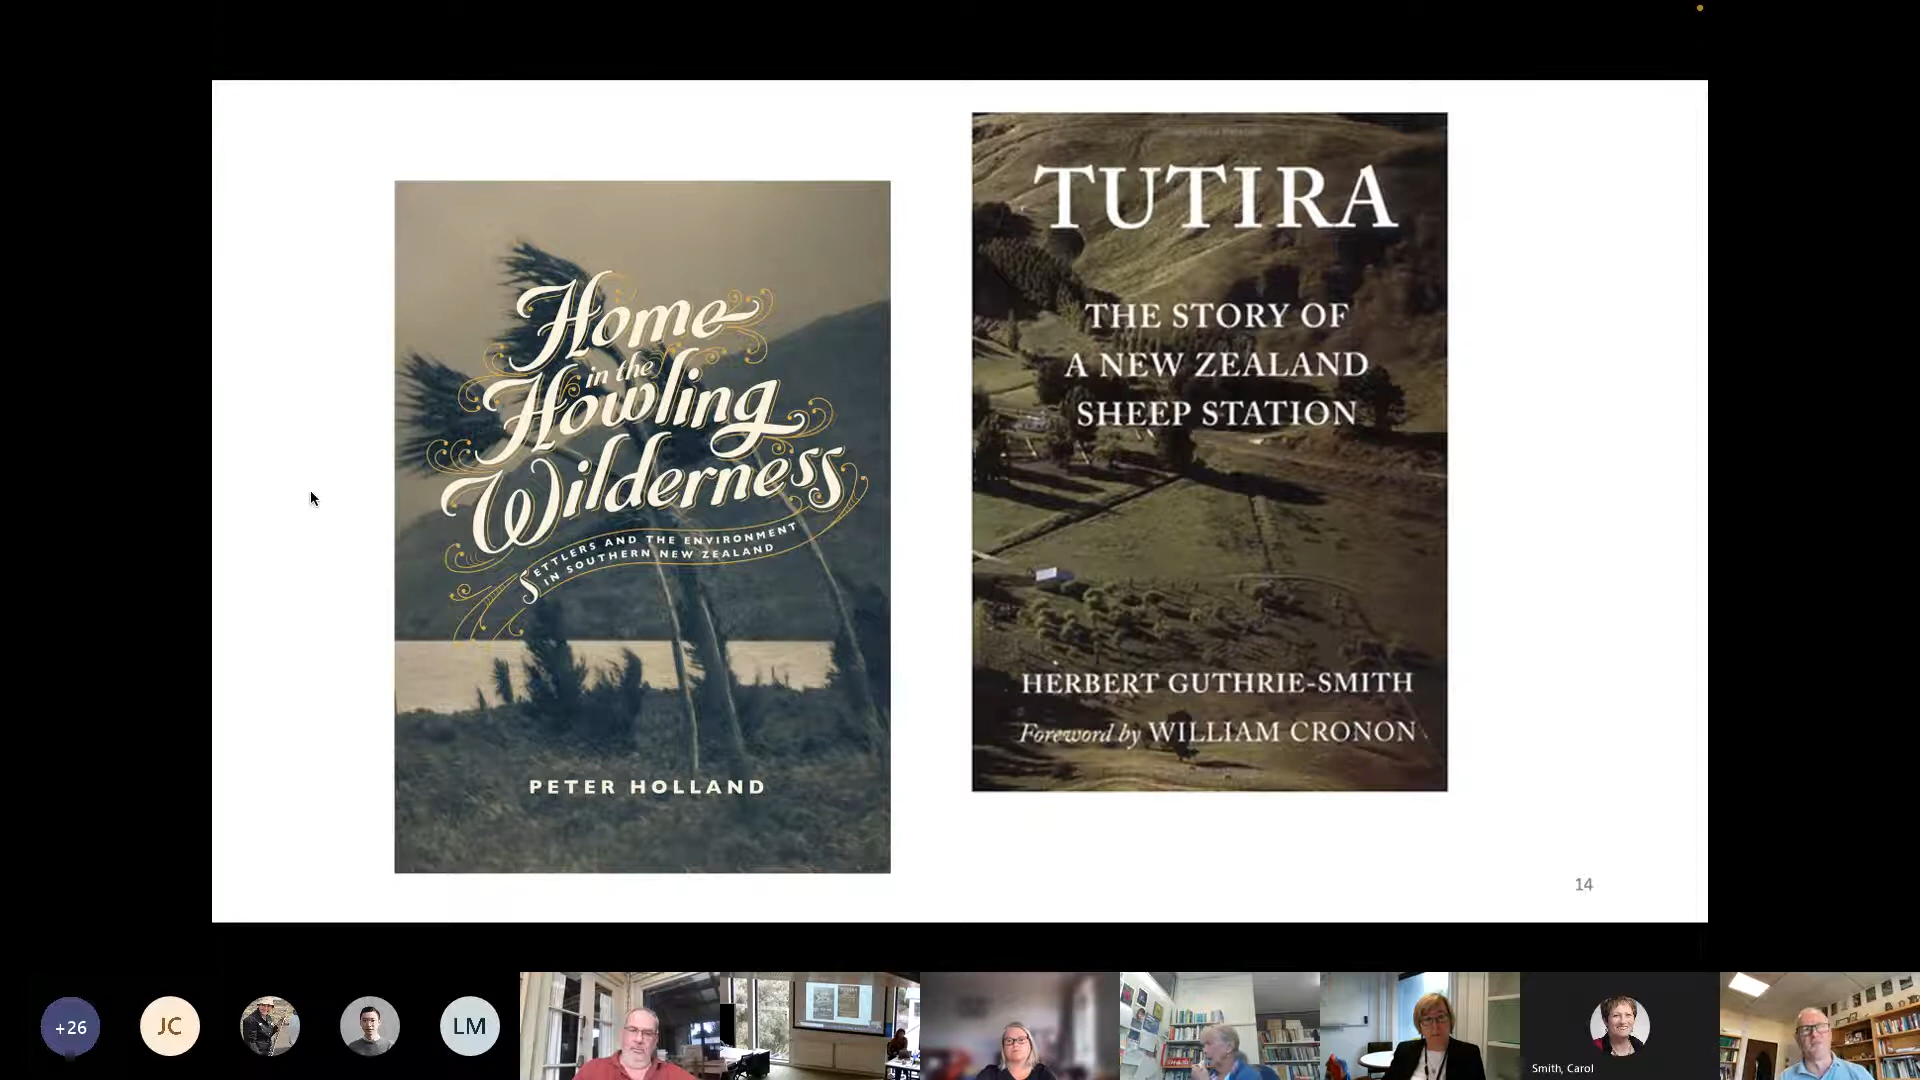 Home
in the
Howling
Wilderness
SETTLERS AND THE ENVIRONMENT
IN SOUTHERN NEW ZEALAND
PETER HOLLAND
TUTIRA
THE STORY OF
A NEW ZEALAND
SHEEP STATION
HERBERT GUTHRIE-SMITH
Foreword by WILLIAM CRONON
14
+26
JC
LM
Smith, Carol